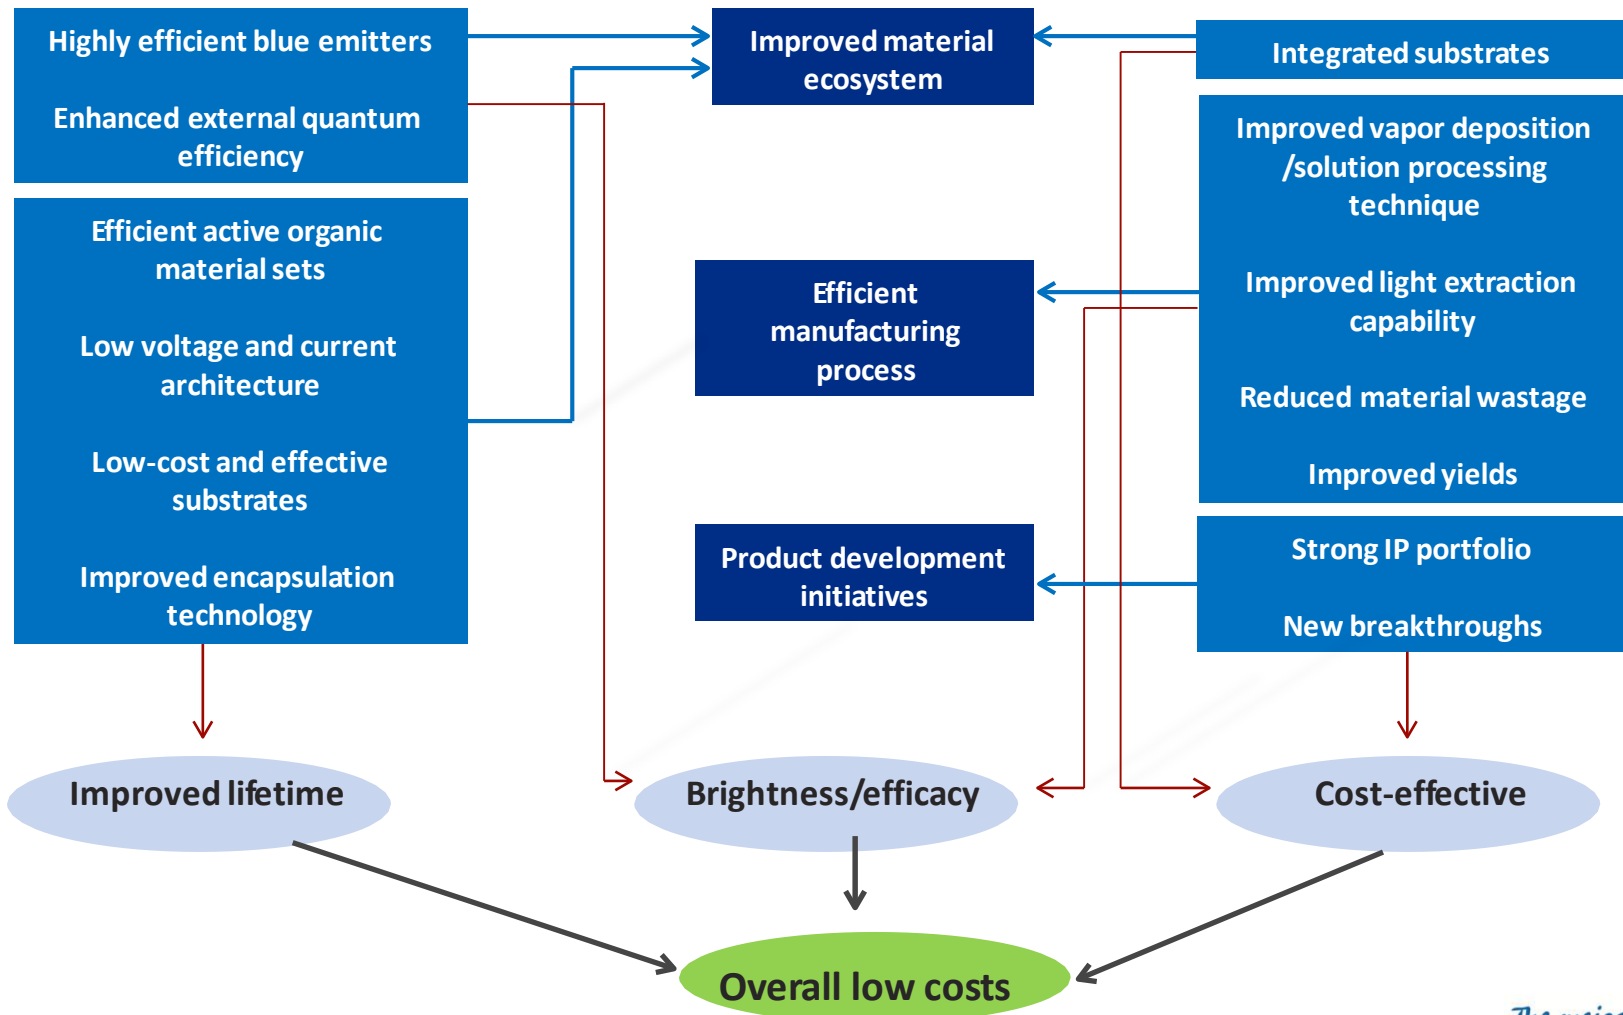 Highly efficient blue emitters
Enhanced external quantum
efficiency
Efficient active organic
material sets
Low voltage and current
architecture
Low-cost and effective
substrates
Improved encapsulation
technology
Improved material
ecosystem
Efficient
manufacturing
process
Product development
initiatives
Integrated substrates
Improved vapor deposition
/solution processing
technique
Improved light extraction
capability
Reduced material wastage
Improved yields
Strong IP portfolio
New breakthroughs
Improved lifetime
Brightness/efficacy
Cost-effective
Overall low costs